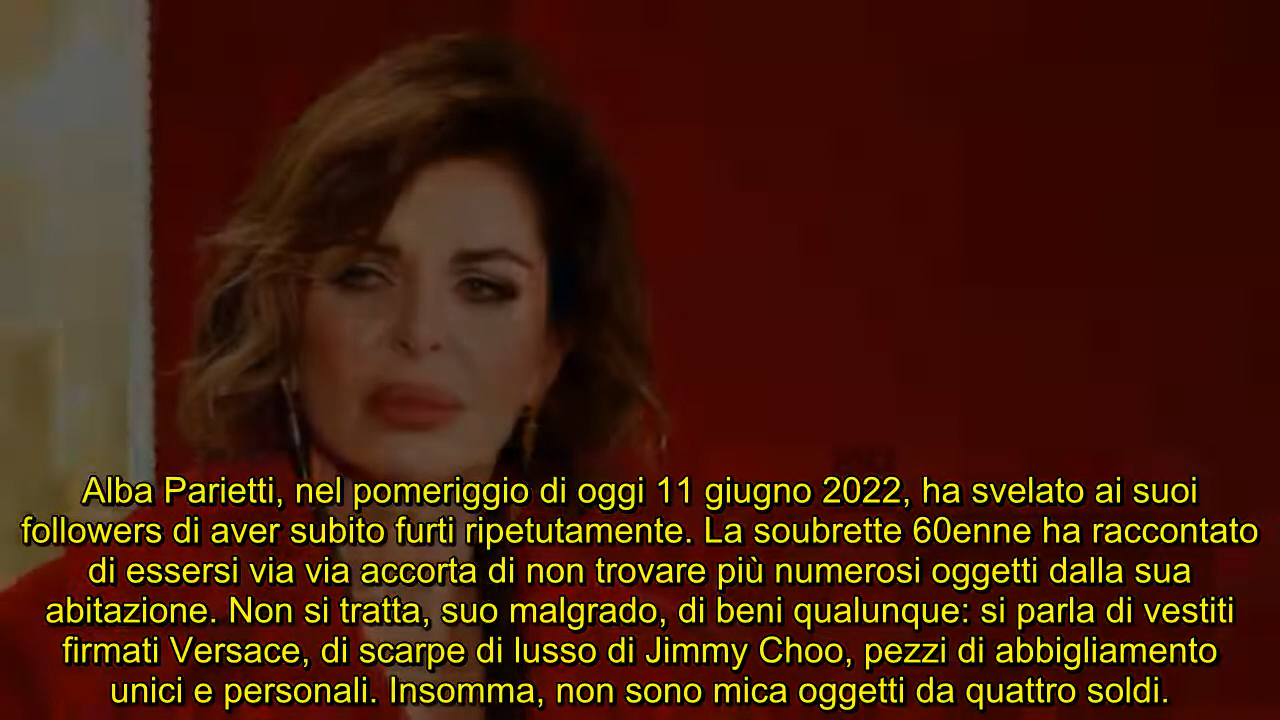 Alba Parietti, nel pomeriggio di oggi 11 giugno 2022, ha svelato ai suoi
followers di aver subito furti ripetutamente. La soubrette 60enne ha raccontato
di essersi via via accorta di non trovare più numerosi oggetti dalla sua
abitazione. Non si tratta, suo malgrado, di beni qualunque: si parla di vestiti
firmati Versace, di scarpe di lusso di Jimmy Choo, pezzi di abbigliamento
unici e personali. Insomma, non sono mica oggetti da quattro soldi.